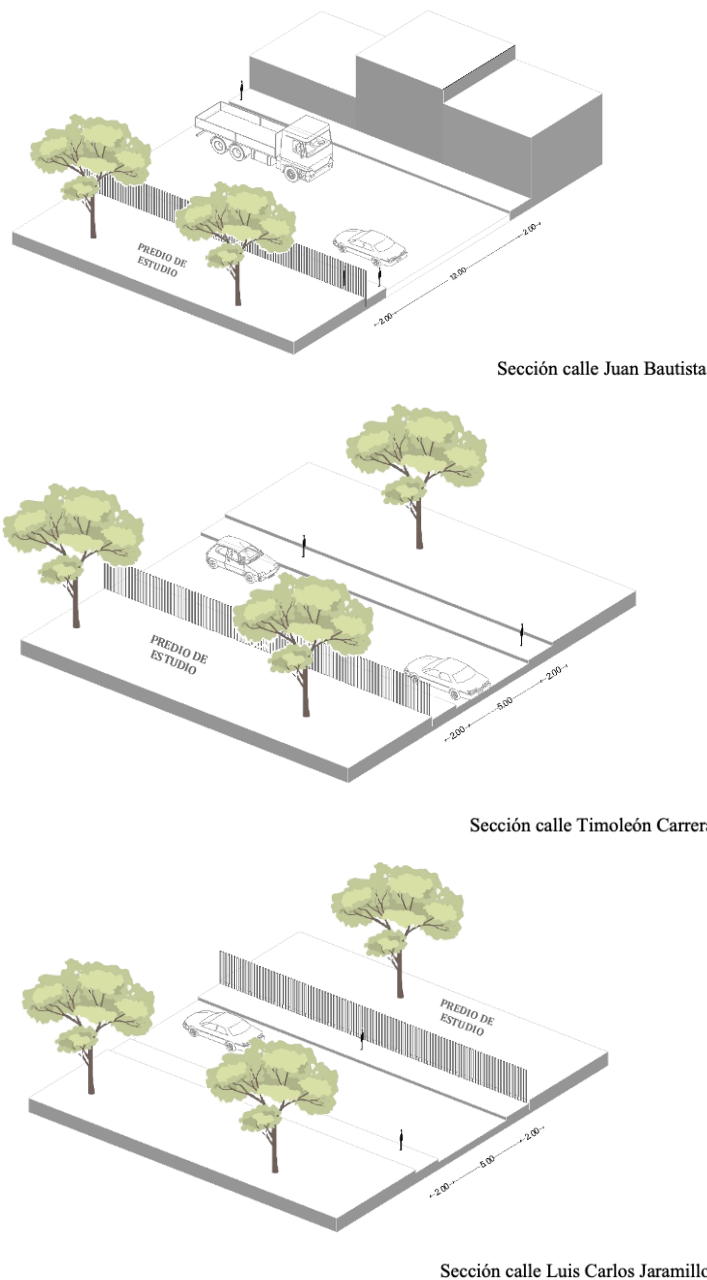 PREDIO DE
ESTUDIO
2.00
12.00
2.00
Sección calle Juan Bautista
PREDIO DE
ESTUDIO
2.00
5.00
2.00
Sección calle Timoleón Carrera
PREDIO DE
ESTUDIO
2.00
5.00
2.00
Sección calle Luis Carlos Jaramillo